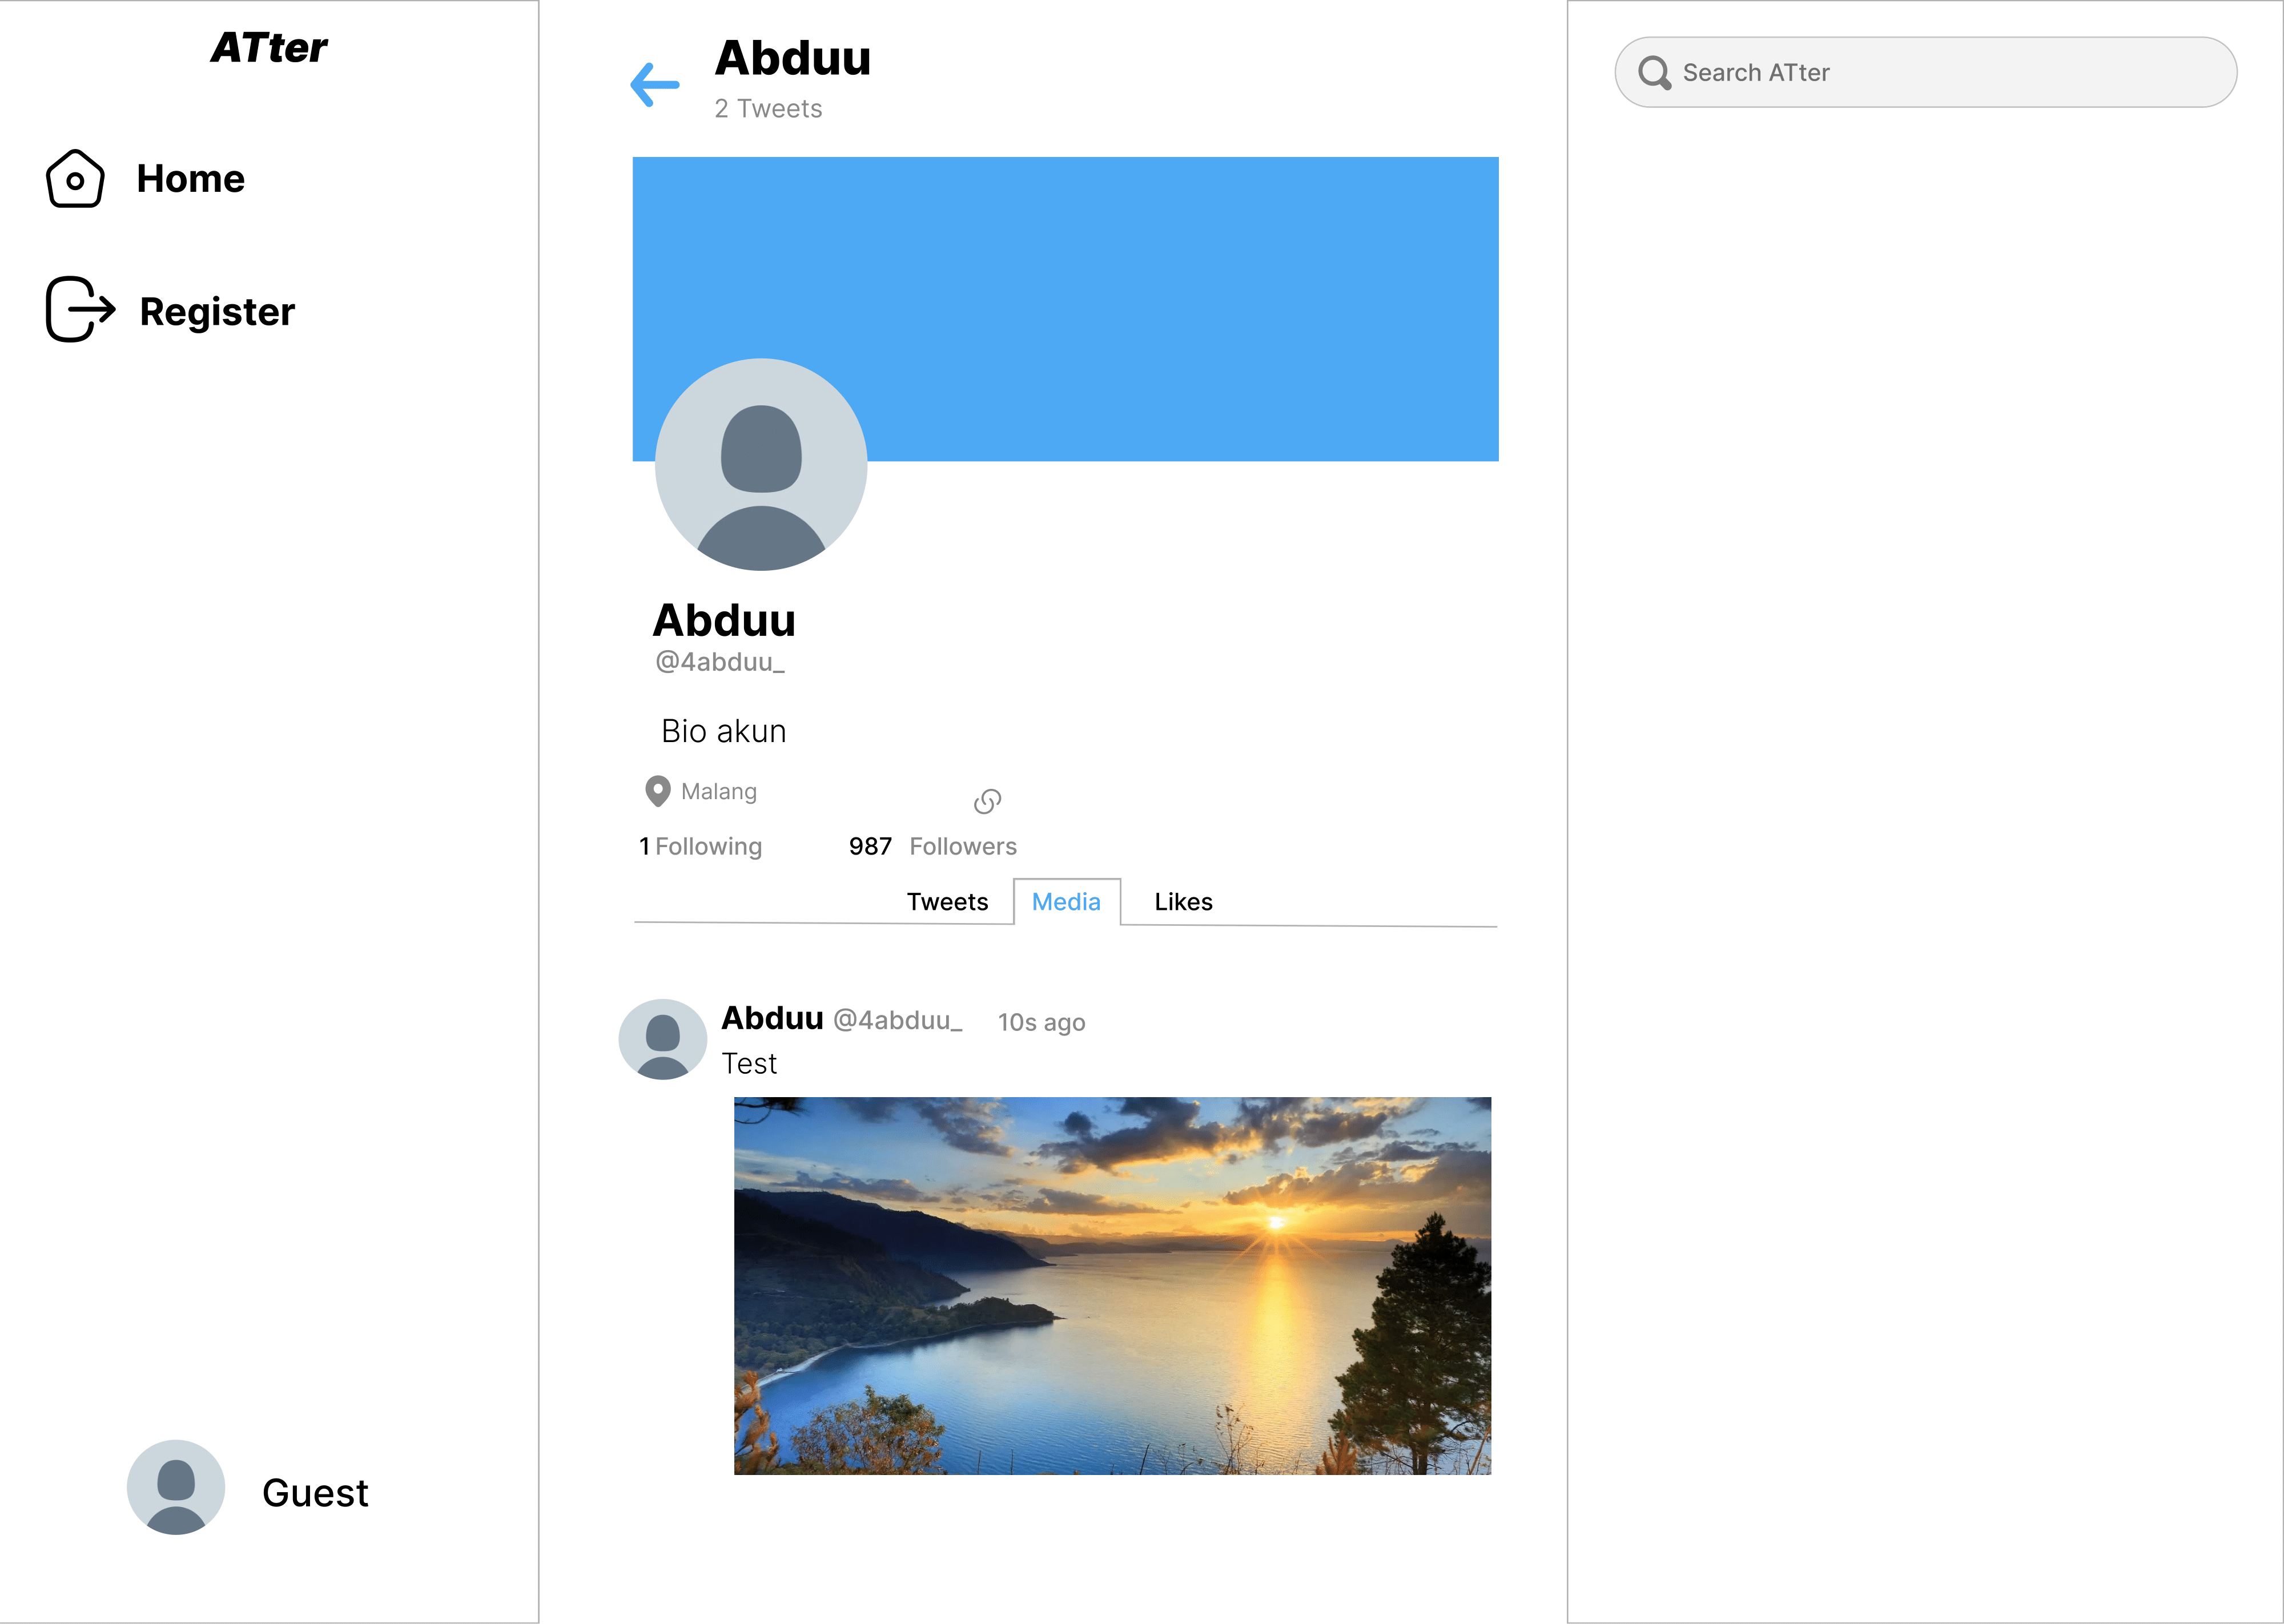 ATter
Home
Register
Guest
Abduu
2 Tweets
Abduu
@4abduu_
Bio akun
Malang
1 Following 987 Followers
Tweets Media Likes
Abduu @4abduu_ 10s ago
Test
Search ATter